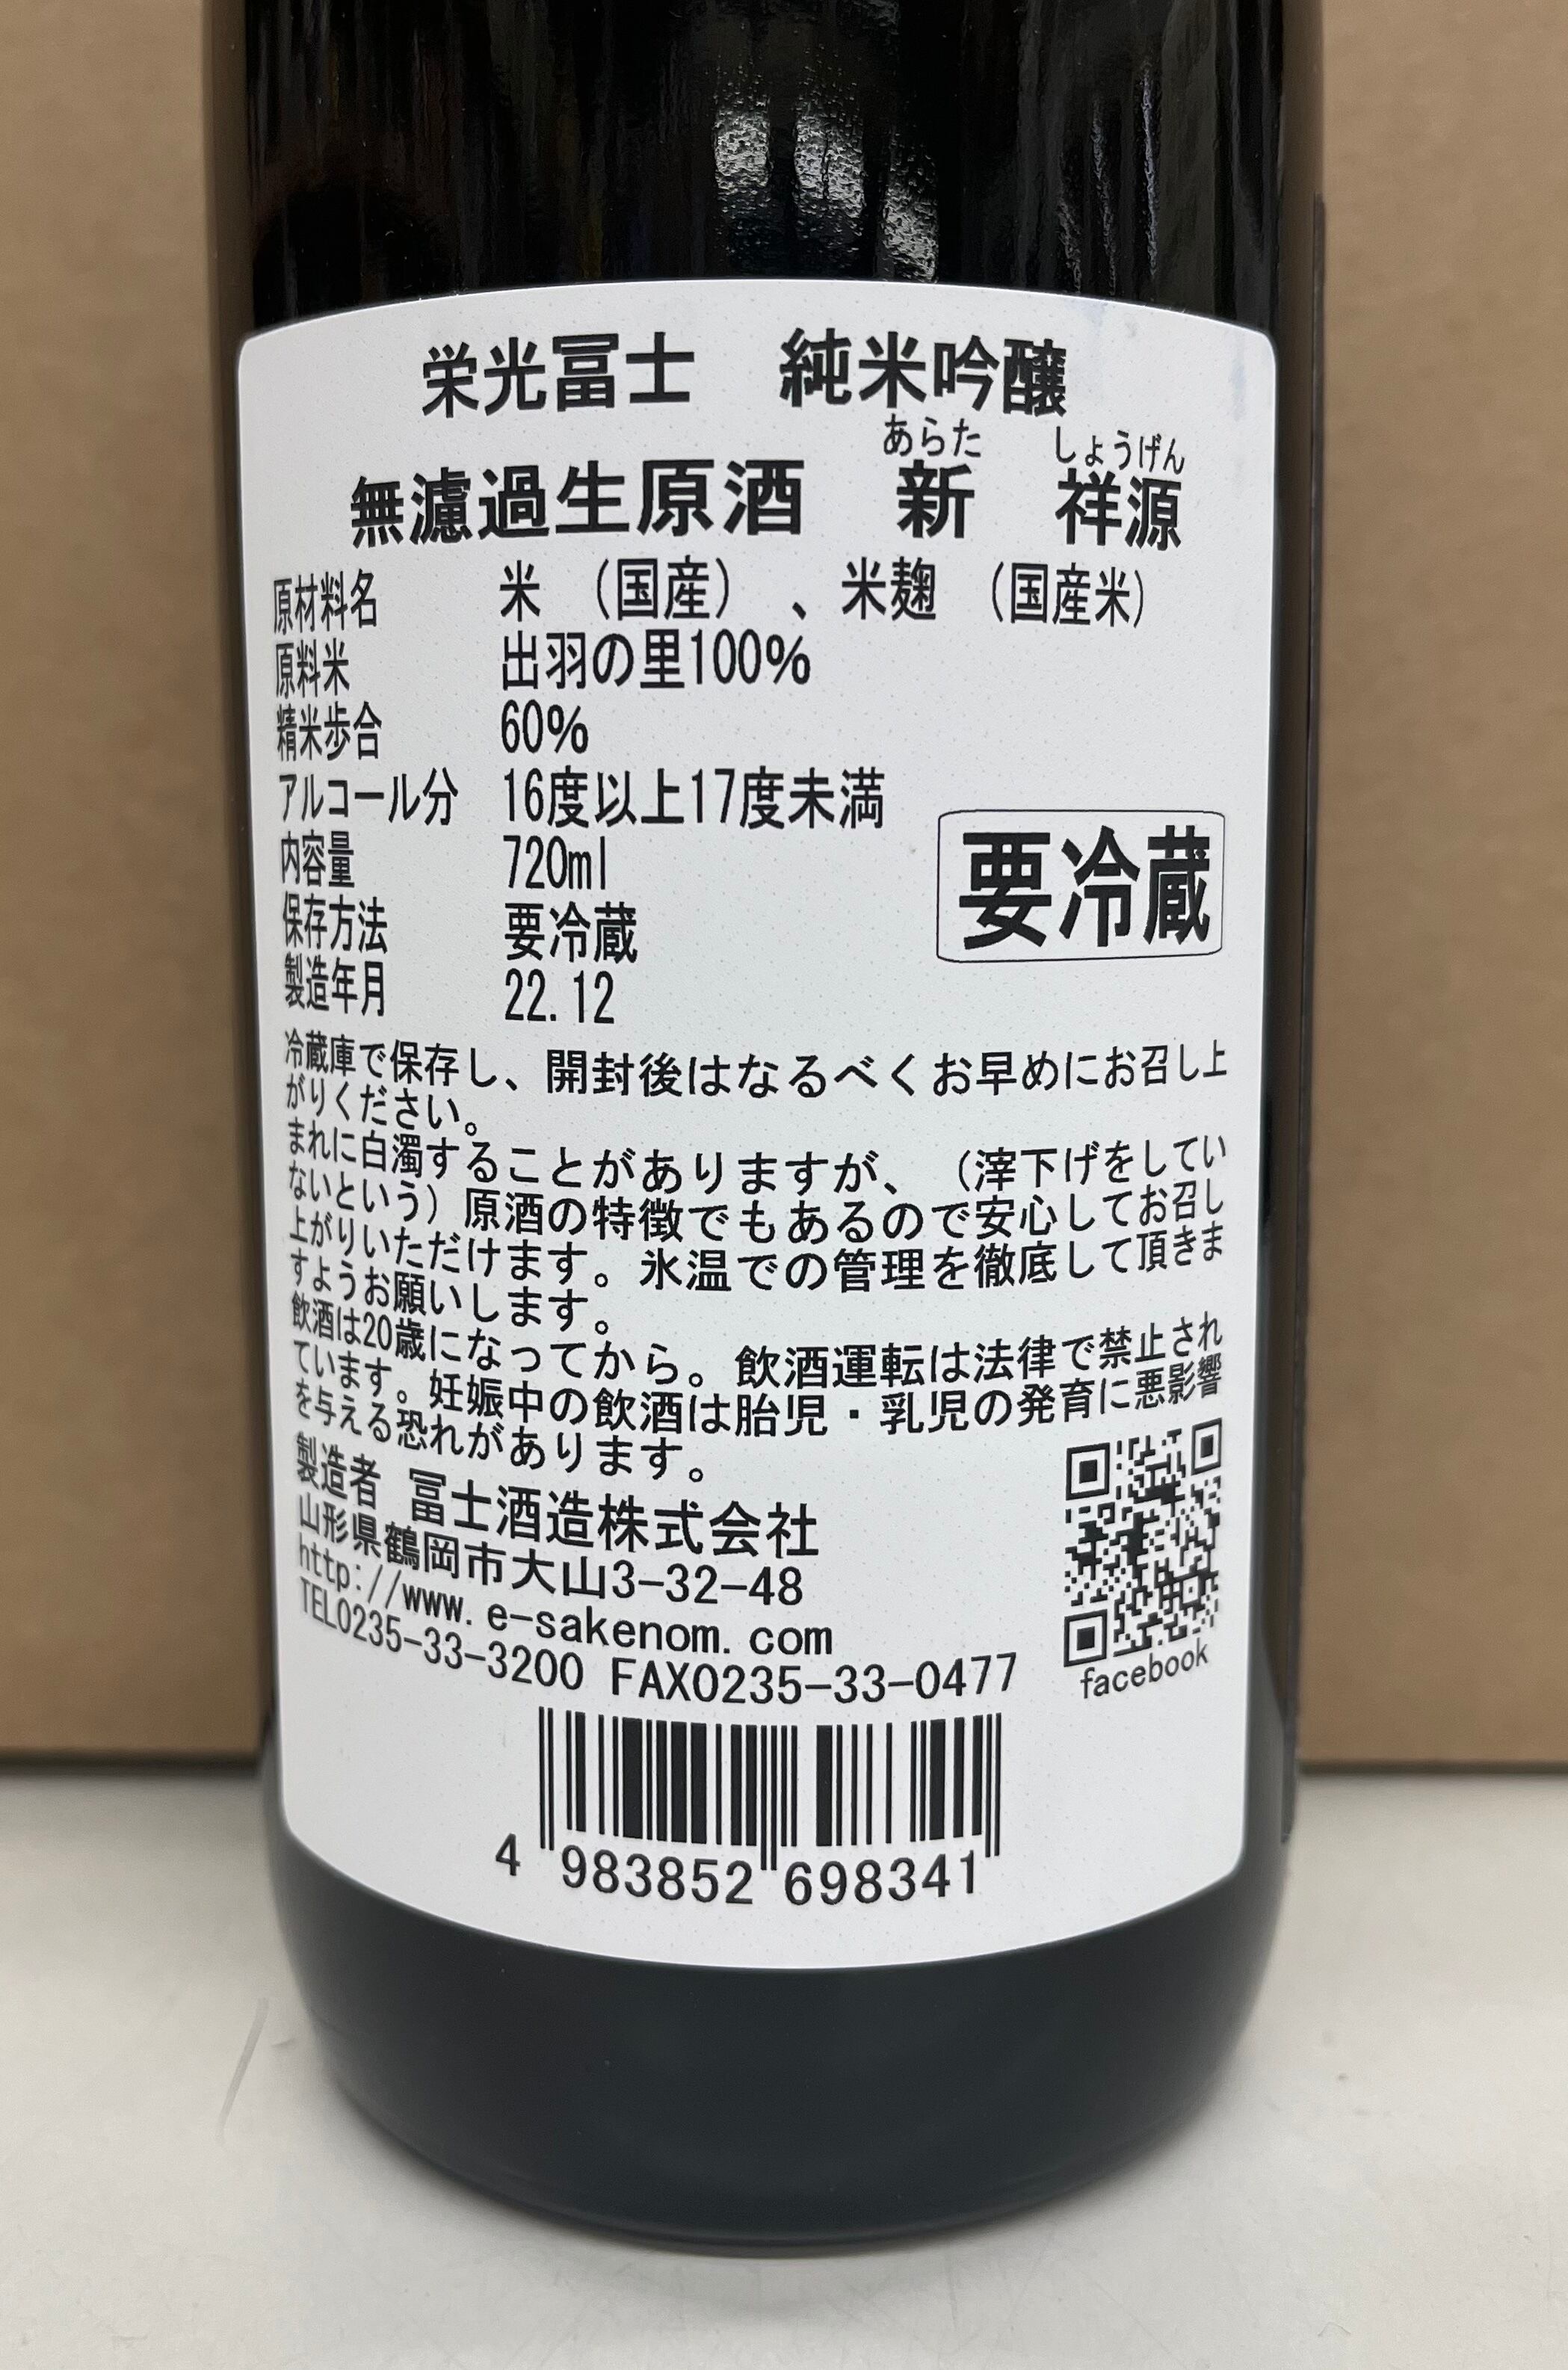 栄光冨士　純米吟醸
あらた　しょうげん
無濾過生原酒　新　祥源
原材料名　米　（国産）　、米麹　（国産米）
原料米　出羽の里100%
精米歩合　60%
アルコール分　16度以上17度未満
内容量　720ml
保存方法　要冷蔵
製造年月　22.12
要冷蔵
冷蔵庫で保存し、開封後はなるべくお早めにお召し上
がりください。
まれに白濁することがありますが、（滓下げをしてい
ないという）原酒の特徴でもあるので安心してお召し
上がりいただけます。氷温での管理を徹底して頂きま
すようお願いします。
飲酒は20歳になってから。飲酒運転は法律で禁止され
ています。妊娠中の飲酒は胎児・乳児の発育に悪影響
を与える恐れがあります。
製造者　冨士酒造株式会社
山形県鶴岡市大山3-32-48
http://www.e-sakenom.com
TEL0235-33-3200 FAX0235-33-0477
facebook
4 983852 698341